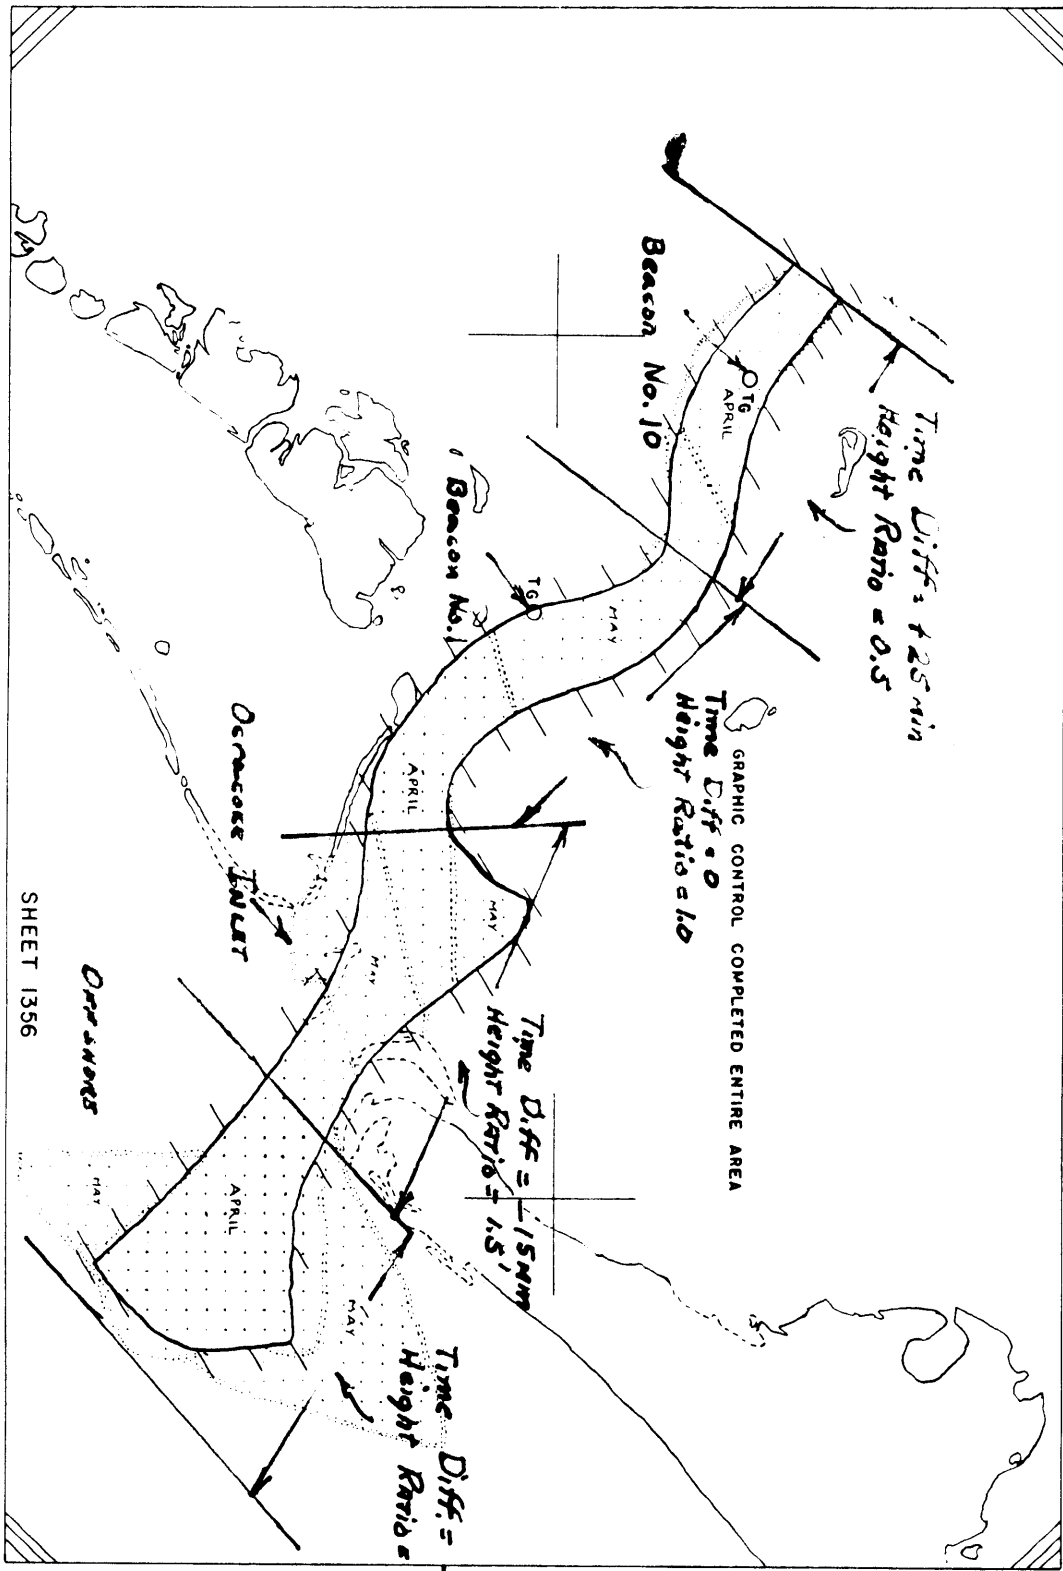 Time Diff = +25 min
Height Ratio = 0.5
TG
APRIL
Beacon No. 10
GRAPHIC CONTROL COMPLETED ENTIRE AREA
Time Diff = 0
Height Ratio = 1.0
MAY
TG
Beacon No. 1
APRIL
MAY
Time Diff = -15 min
Height Ratio = 1.5
MAY
Ocracoke INLET
MAY
Time Diff. =
Height Ratio =
APRIL
MAY
OFFSHORE
SHEET 1356